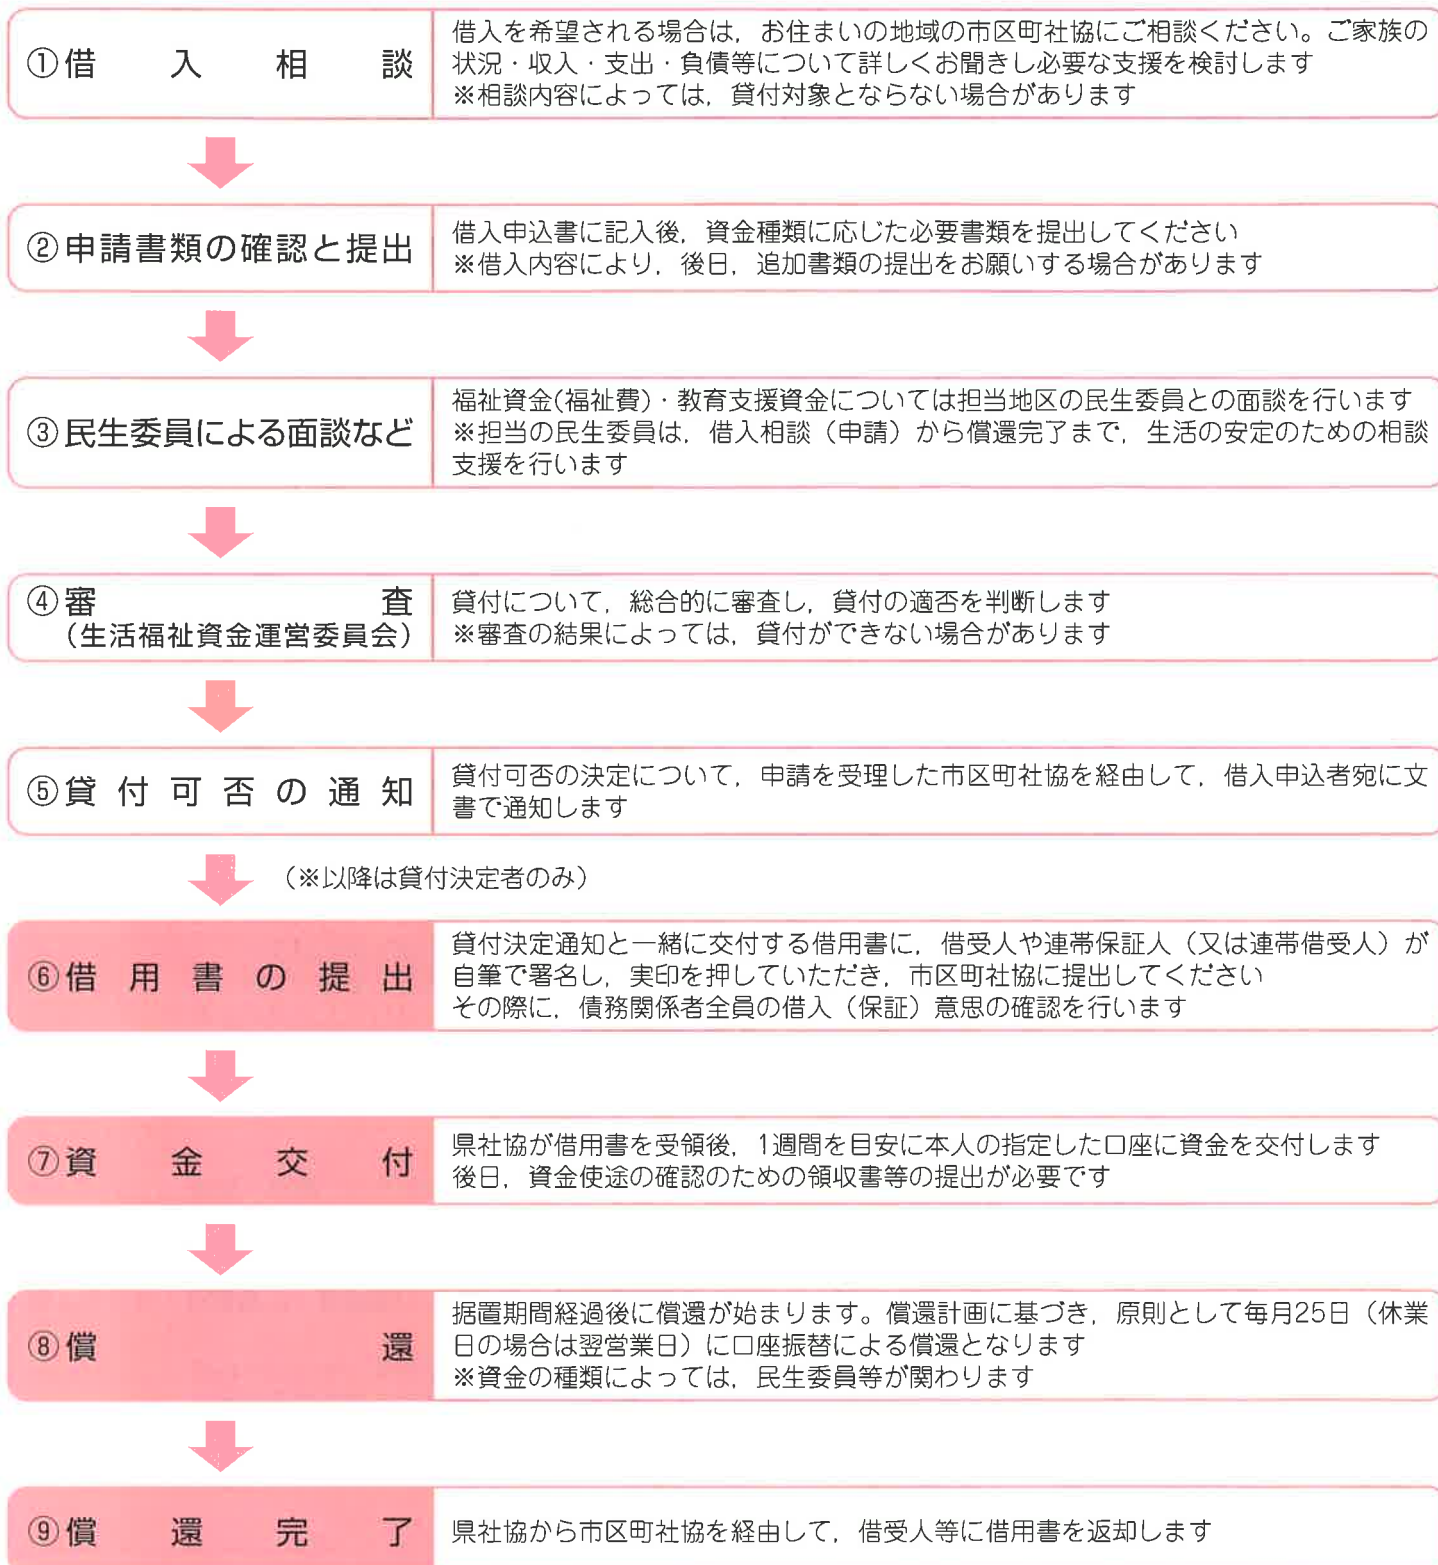 ①借入相談
借入を希望される場合は，お住まいの地域の市区町社協にご相談ください。ご家族の
状況・収入・支出・負債等について詳しくお聞きし必要な支援を検討します
※相談内容によっては，貸付対象とならない場合があります
②申請書類の確認と提出
借入申込書に記入後，資金種類に応じた必要書類を提出してください
※借入内容により，後日，追加書類の提出をお願いする場合があります
③民生委員による面談など
福祉資金(福祉費)・教育支援資金については担当地区の民生委員との面談を行います
※担当の民生委員は，借入相談（申請）から償還完了まで，生活の安定のための相談
支援を行います
④審査
（生活福祉資金運営委員会）
貸付について，総合的に審査し，貸付の適否を判断します
※審査の結果によっては，貸付ができない場合があります
⑤貸付可否の通知
貸付可否の決定について，申請を受理した市区町社協を経由して，借入申込者宛に文
書で通知します
（※以降は貸付決定者のみ）
⑥借用書の提出
貸付決定通知と一緒に交付する借用書に，借受人や連帯保証人（又は連帯借受人）が
自筆で署名し，実印を押していただき，市区町社協に提出してください
その際に，債務関係者全員の借入（保証）意思の確認を行います
⑦資金交付
県社協が借用書を受領後，1週間を目安に本人の指定した口座に資金を交付します
後日，資金使途の確認のための領収書等の提出が必要です
⑧償還
据置期間経過後に償還が始まります。償還計画に基づき，原則として毎月25日（休業
日の場合は翌営業日）に口座振替による償還となります
※資金の種類によっては，民生委員等が関わります
⑨償還完了
県社協から市区町社協を経由して，借受人等に借用書を返却します